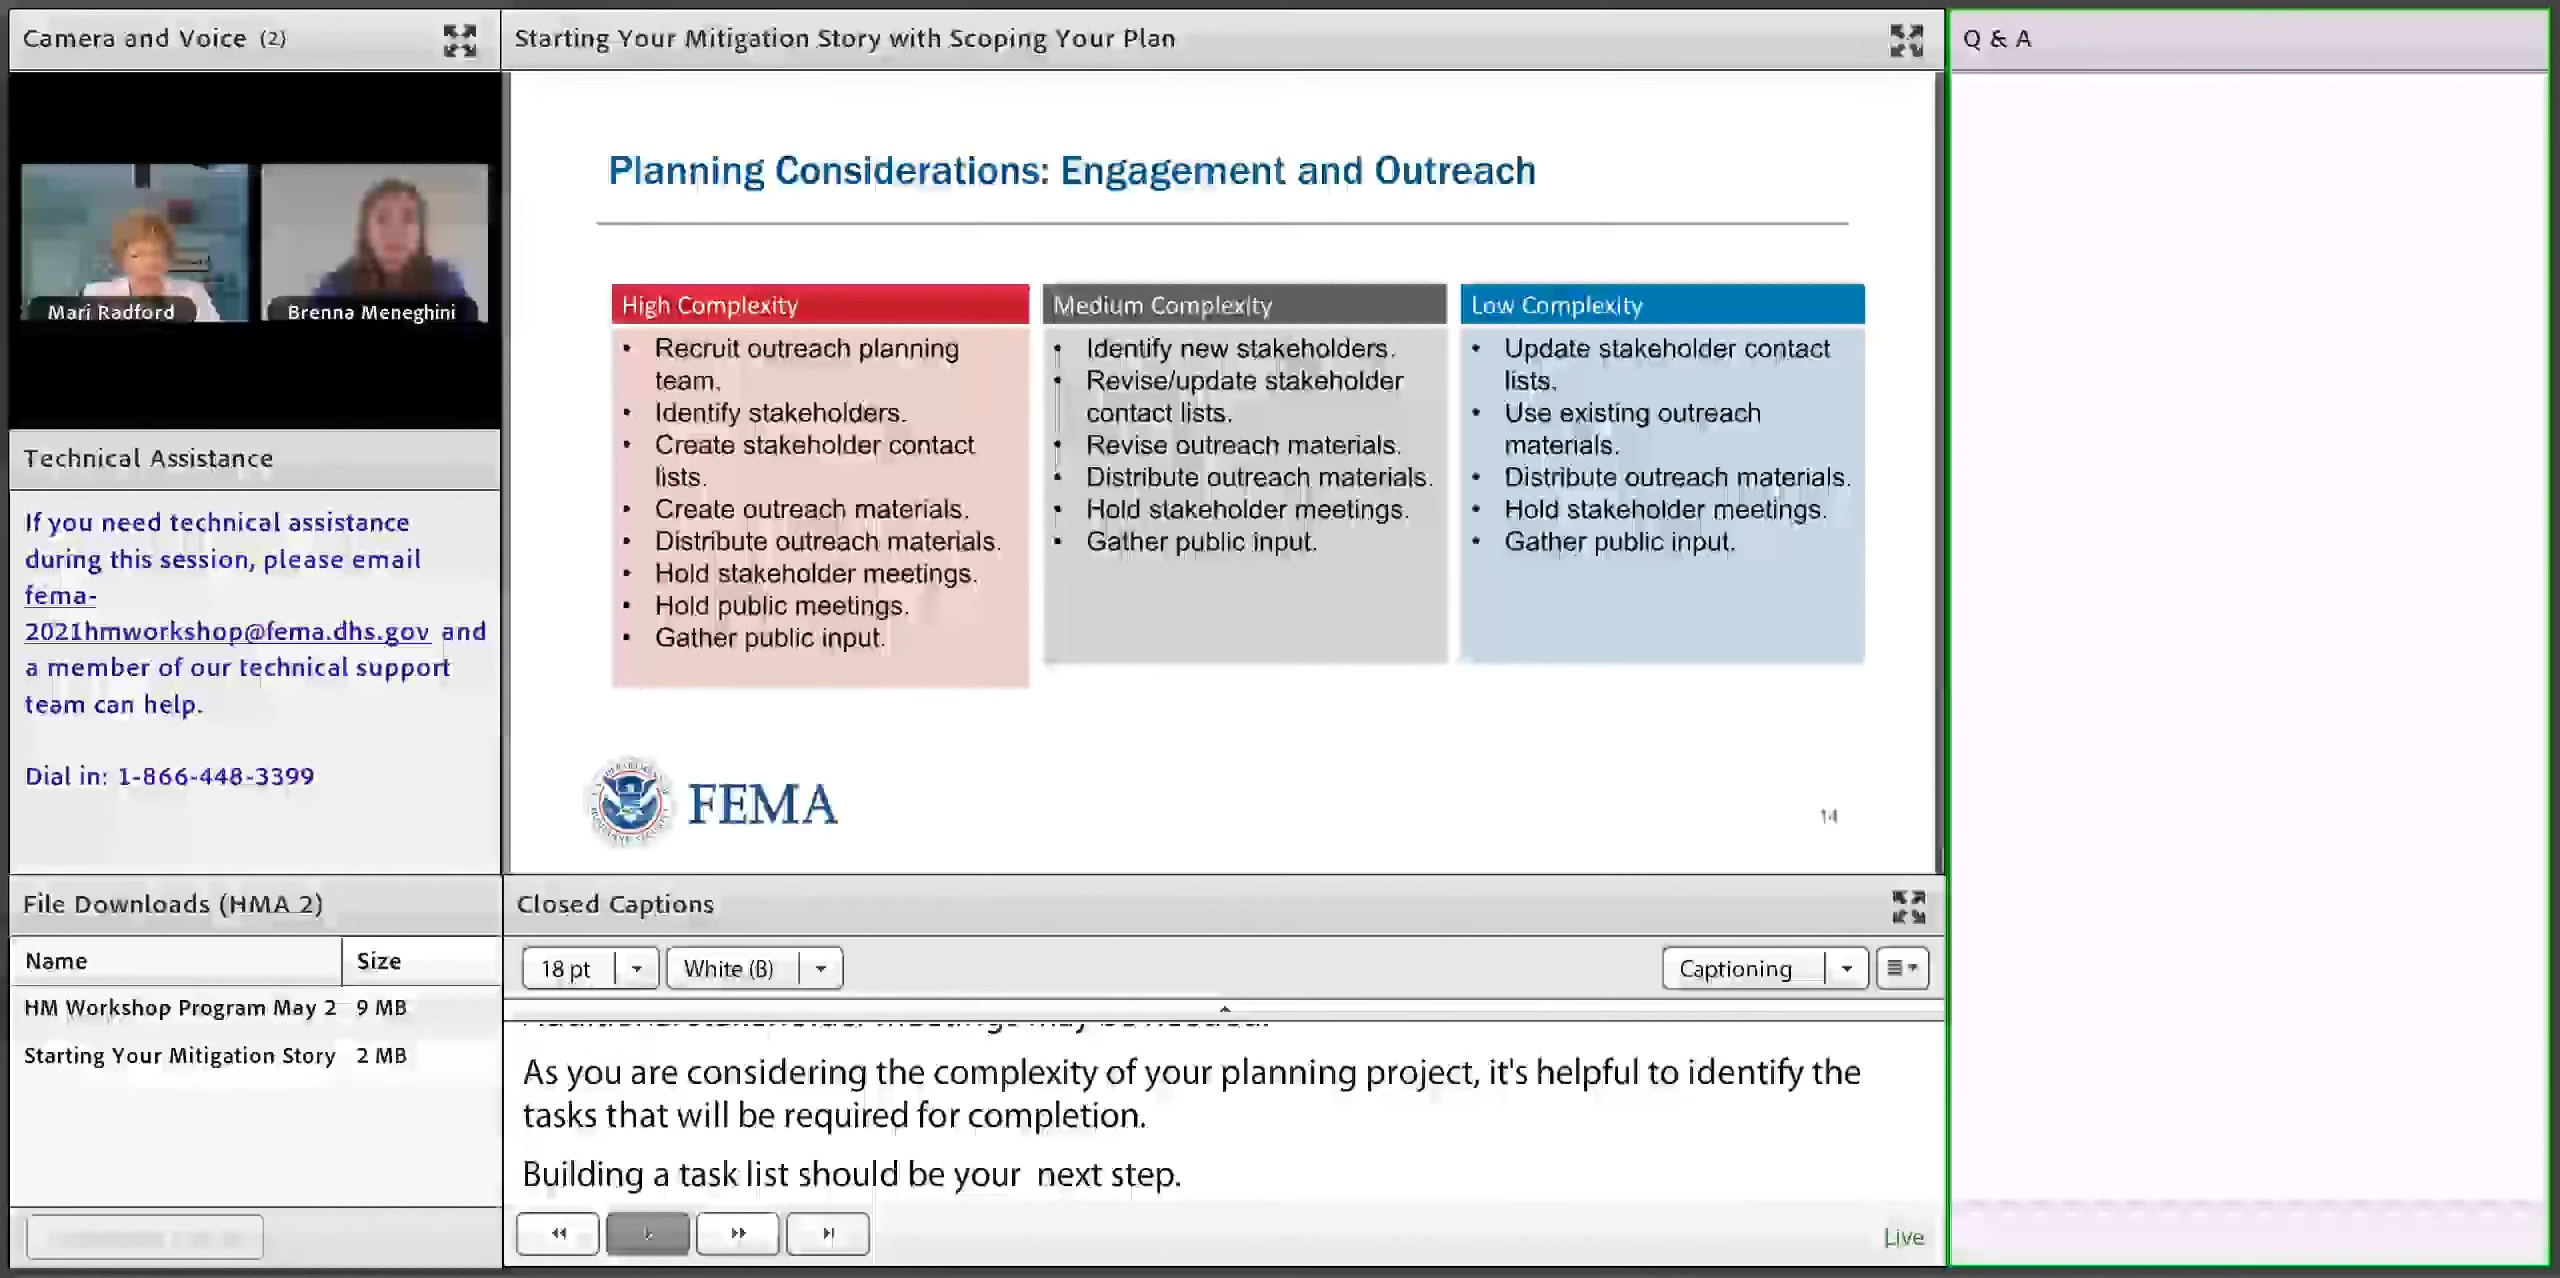 Camera and Voice (2)
Mari Radford
Brenna Meneghini
Technical Assistance
If you need technical assistance
during this session, please email
fema-
2021hmworkshop@fema.dhs.gov and
a member of our technical support
team can help.
Dial in: 1-866-448-3399
File Downloads (HMA 2)
Name Size
HM Workshop Program May 2 9 MB
Starting Your Mitigation Story 2 MB
Starting Your Mitigation Story with Scoping Your Plan
Planning Considerations: Engagement and Outreach
High Complexity
• Recruit outreach planning
team.
• Identify stakeholders.
• Create stakeholder contact
lists.
• Create outreach materials.
• Distribute outreach materials.
• Hold stakeholder meetings.
• Hold public meetings.
• Gather public input.
Medium Complexity
• Identify new stakeholders.
• Revise/update stakeholder
contact lists.
• Revise outreach materials.
• Distribute outreach materials.
• Hold stakeholder meetings.
• Gather public input.
Low Complexity
• Update stakeholder contact
lists.
• Use existing outreach
materials.
• Distribute outreach materials.
• Hold stakeholder meetings.
• Gather public input.
FEMA
14
Closed Captions
18 pt White (B) Captioning
As you are considering the complexity of your planning project, it's helpful to identify the
tasks that will be required for completion.
Building a task list should be your next step.
Live
Q & A